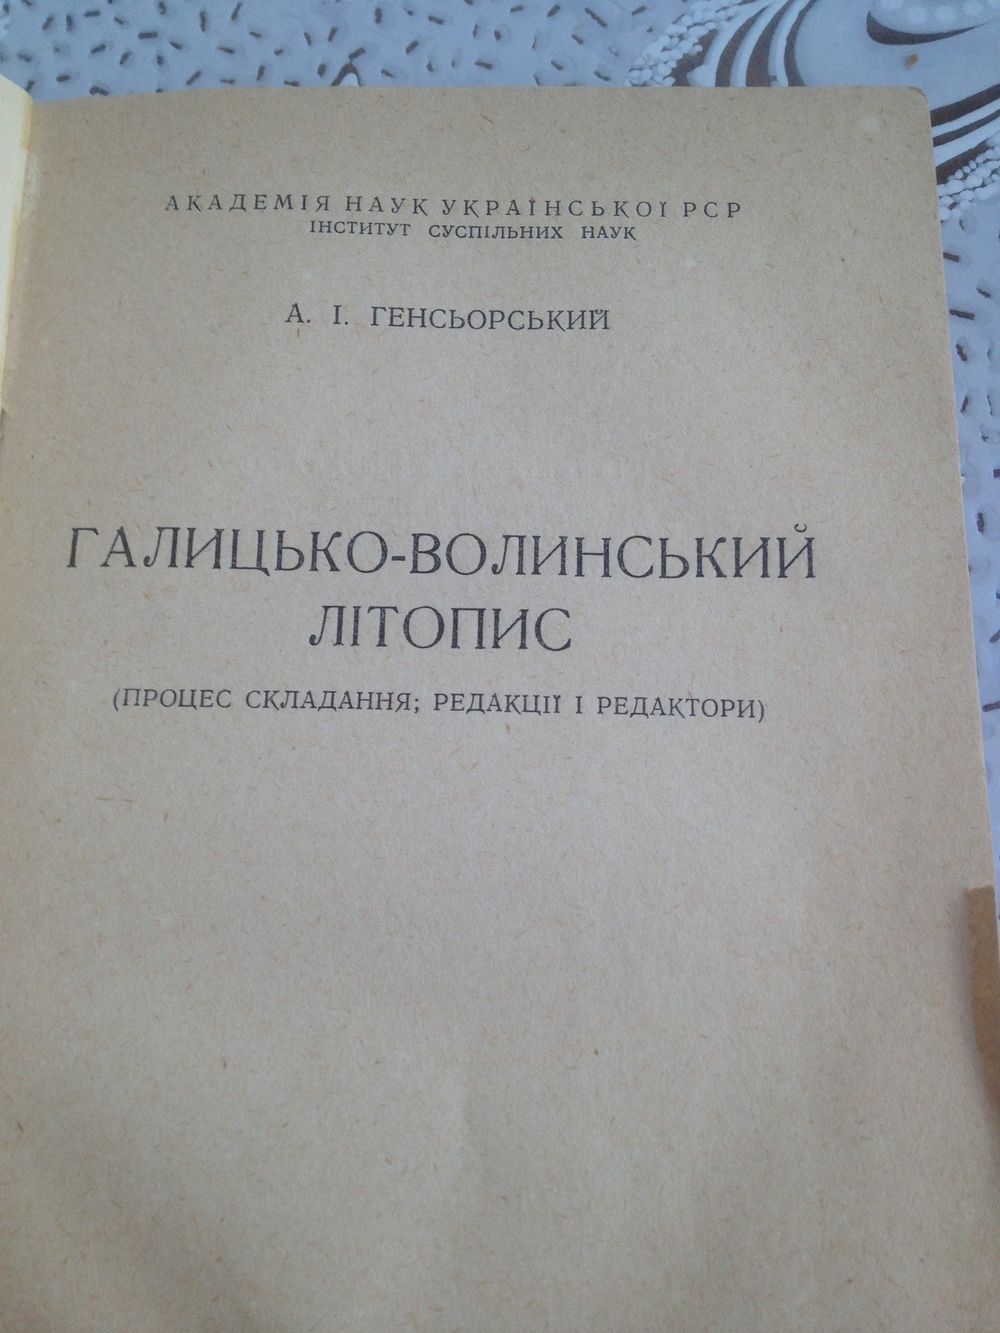 АКАДЕМІЯ НАУК УКРАЇНСЬКОЇ РСР
ІНСТИТУТ СУСПІЛЬНИХ НАУК
А. І. ГЕНСЬОРСЬКИЙ
ГАЛИЦЬКО-ВОЛИНСЬКИЙ
ЛІТОПИС
(ПРОЦЕС СКЛАДАННЯ; РЕДАКЦІЇ І РЕДАКТОРИ)